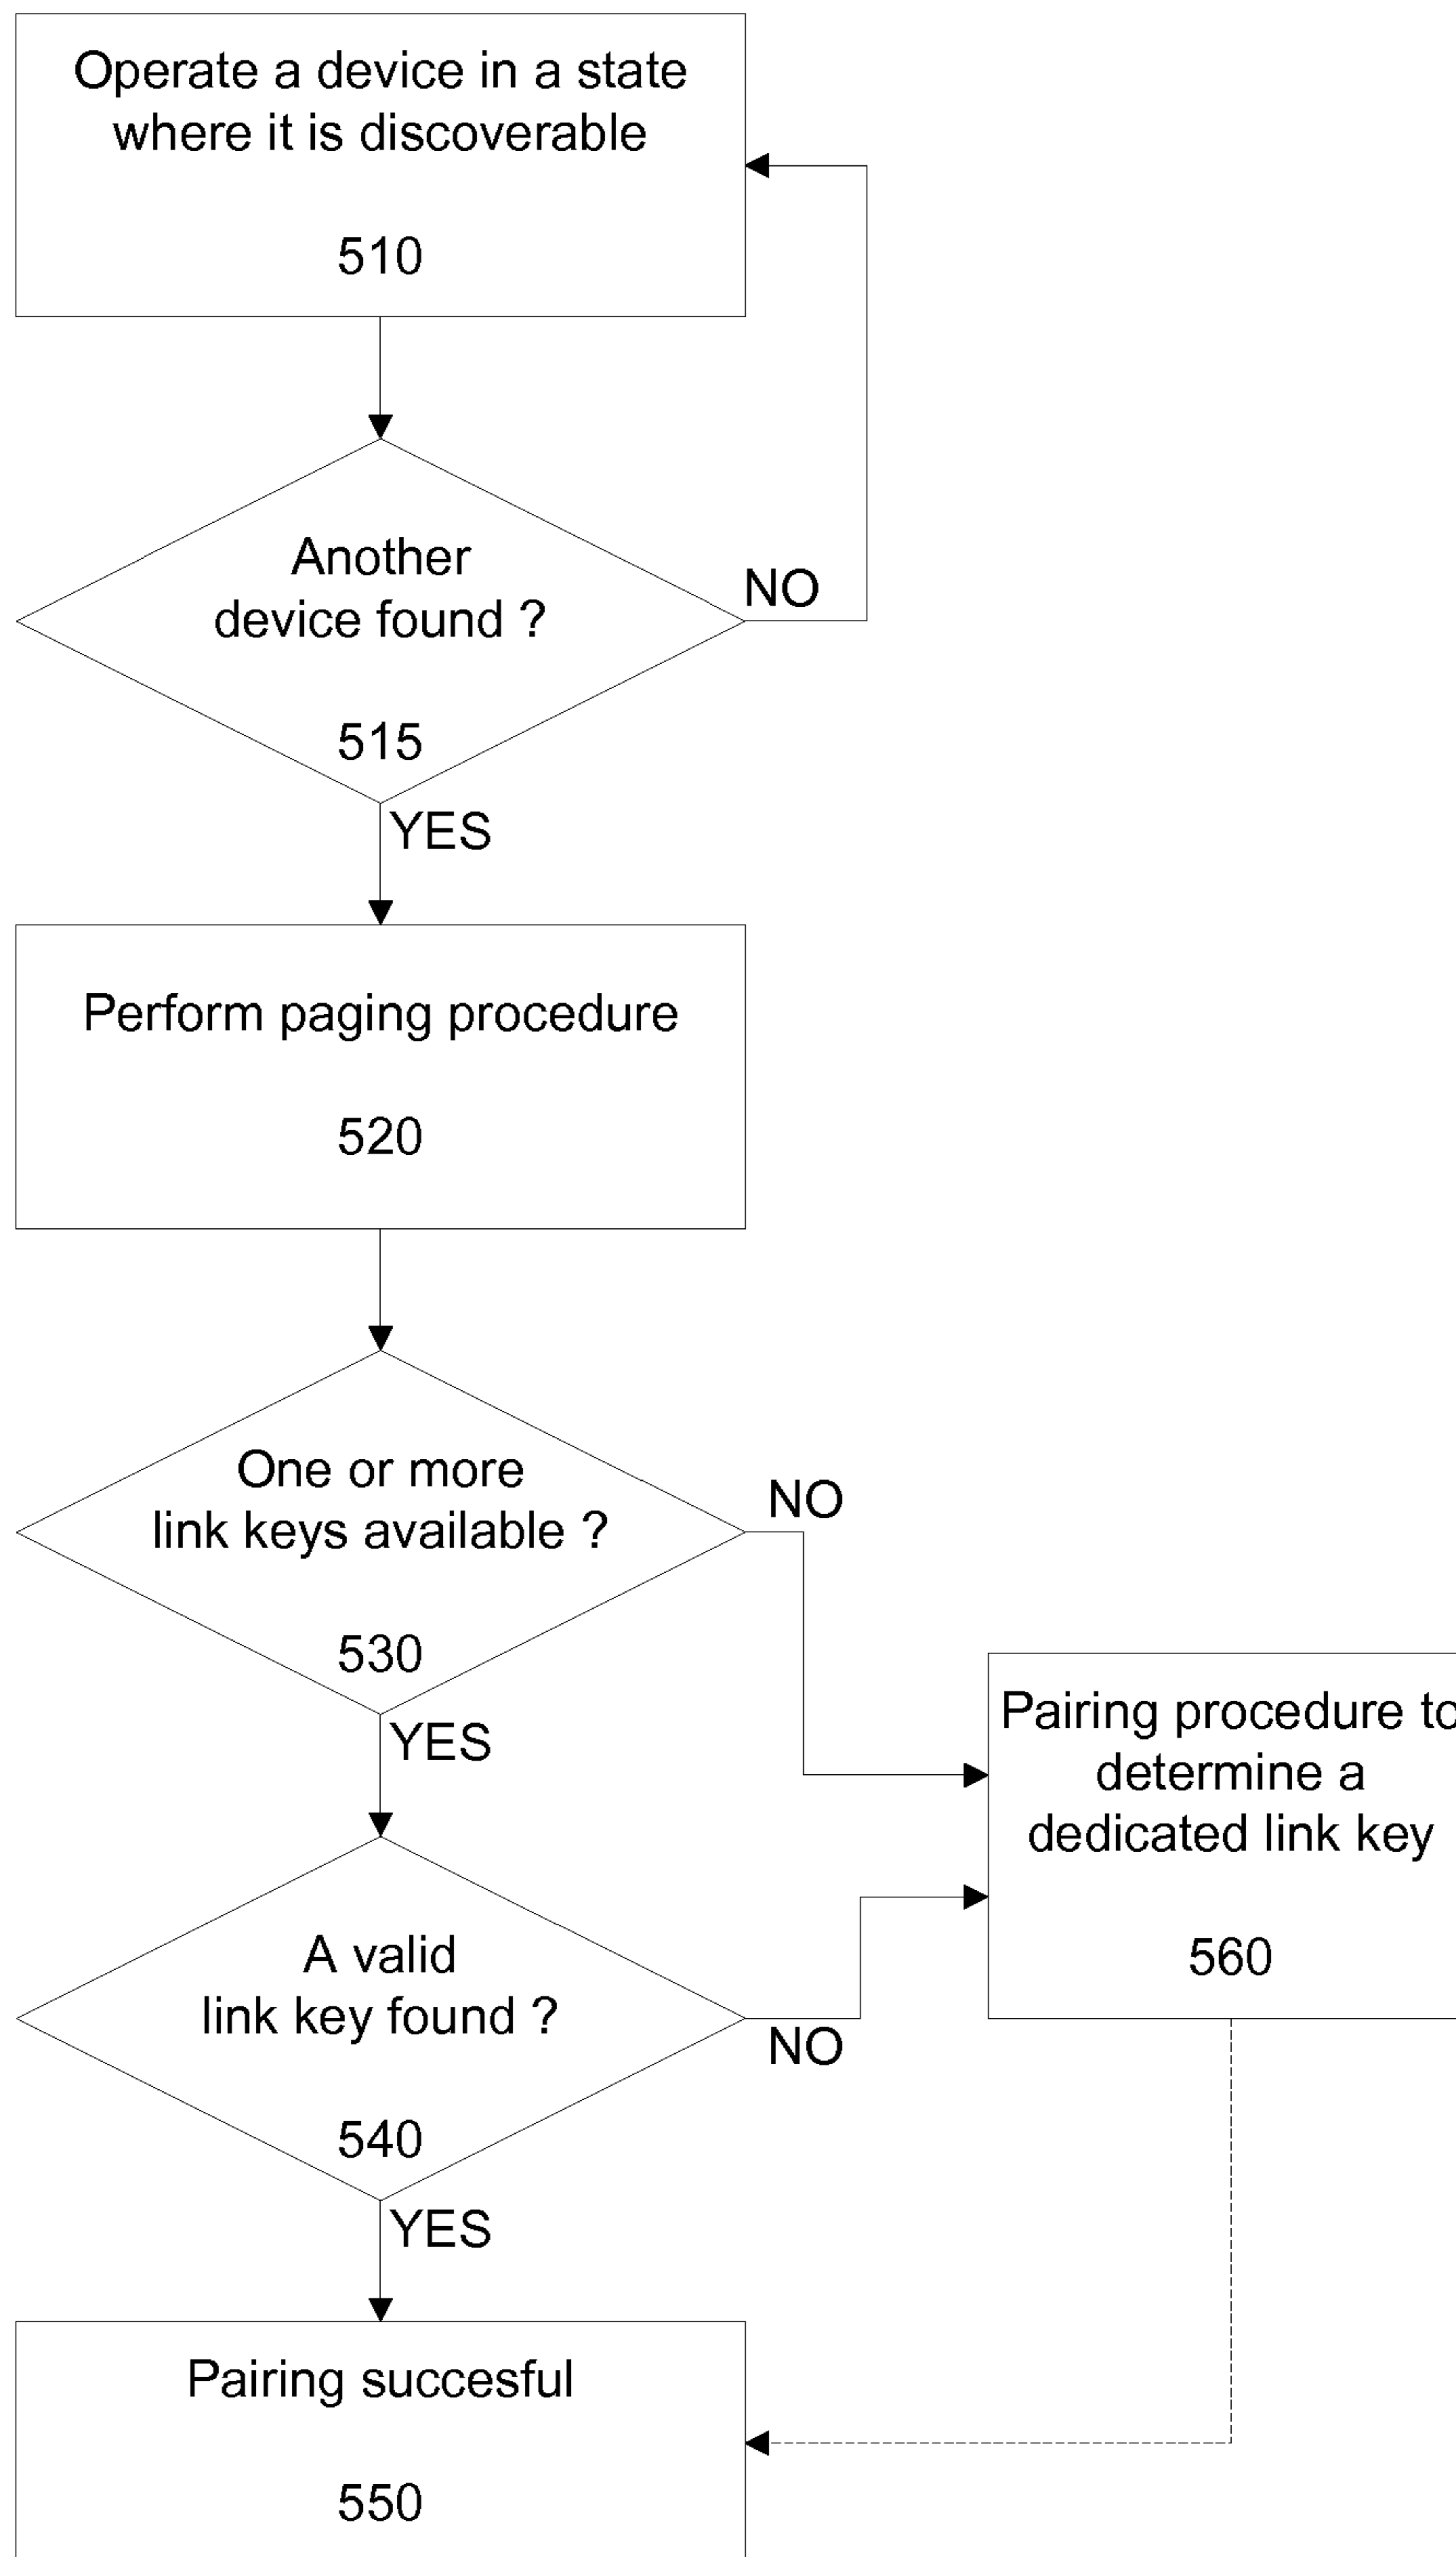 Operate a device in a state
where it is discoverable
510
Another
device found ?
515
NO
YES
Perform paging procedure
520
One or more
link keys available ?
530
NO
YES
Pairing procedure to
determine a
dedicated link key
560
A valid
link key found ?
540
NO
YES
Pairing succesful
550